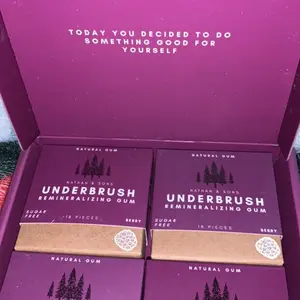 TODAY YOU DECIDED TO DO
SOMETHING GOOD FOR
YOURSELF
NATURAL GUM
NATHAN & SONS
UNDERBRUSH
REMINERALIZING GUM
SUGAR
FREE
18 PIECES
BERRY
NATURAL GUM
NATHAN & SONS
UNDERBRUSH
REMINERALIZING GUM
SUGAR
FREE
18 PIECES
BERRY
NATURAL GUM
NATURAL GUM